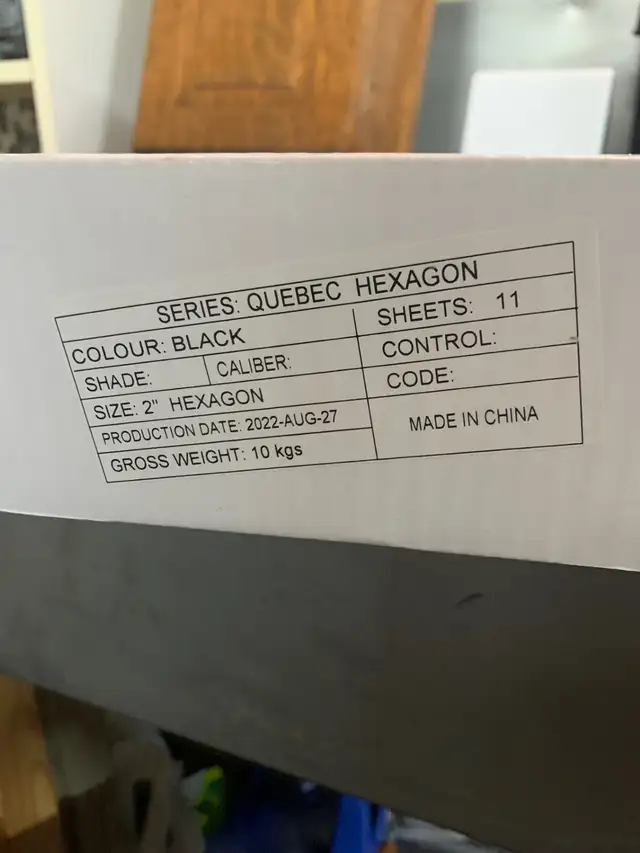 SERIES: QUEBEC HEXAGON
COLOUR: BLACK
SHEETS: 11
SHADE:
CALIBER:
CONTROL:
SIZE: 2" HEXAGON
CODE:
PRODUCTION DATE: 2022-AUG-27
MADE IN CHINA
GROSS WEIGHT: 10 kgs